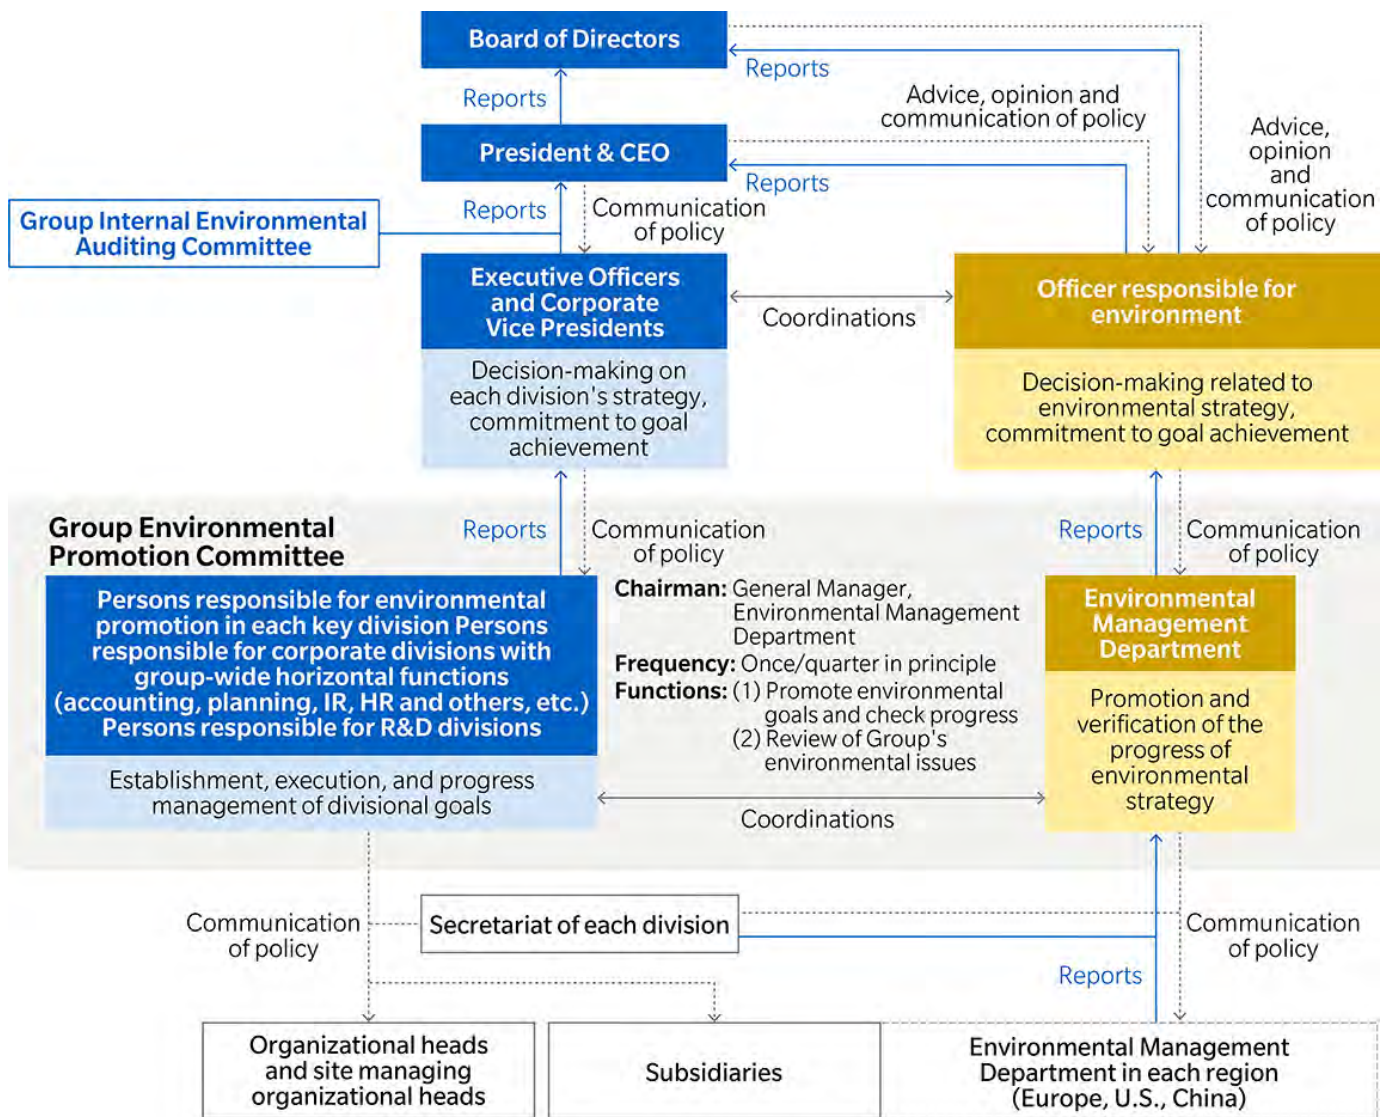 Board of Directors
Reports
Reports
Advice, opinion and
communication of policy
Advice,
opinion
and
communication
of policy
President & CEO
Reports
Reports
Communication
of policy
Group Internal Environmental
Auditing Committee
Executive Officers
and Corporate
Vice Presidents
Coordinations
Officer responsible for
environment
Decision-making on
each division's strategy,
commitment to goal
achievement
Decision-making related to
environmental strategy,
commitment to goal achievement
Group Environmental
Promotion Committee
Reports
Communication
of policy
Reports
Communication
of policy
Persons responsible for environmental
promotion in each key division Persons
responsible for corporate divisions with
group-wide horizontal functions
(accounting, planning, IR, HR and others, etc.)
Persons responsible for R&D divisions
Establishment, execution, and progress
management of divisional goals
Chairman: General Manager,
Environmental Management
Department
Frequency: Once/quarter in principle
Functions: (1) Promote environmental
goals and check progress
(2) Review of Group's
environmental issues
Coordinations
Environmental
Management
Department
Promotion and
verification of the
progress of
environmental
strategy
Communication
of policy
Secretariat of each division
Communication
of policy
Reports
Organizational heads
and site managing
organizational heads
Subsidiaries
Environmental Management
Department in each region
(Europe, U.S., China)